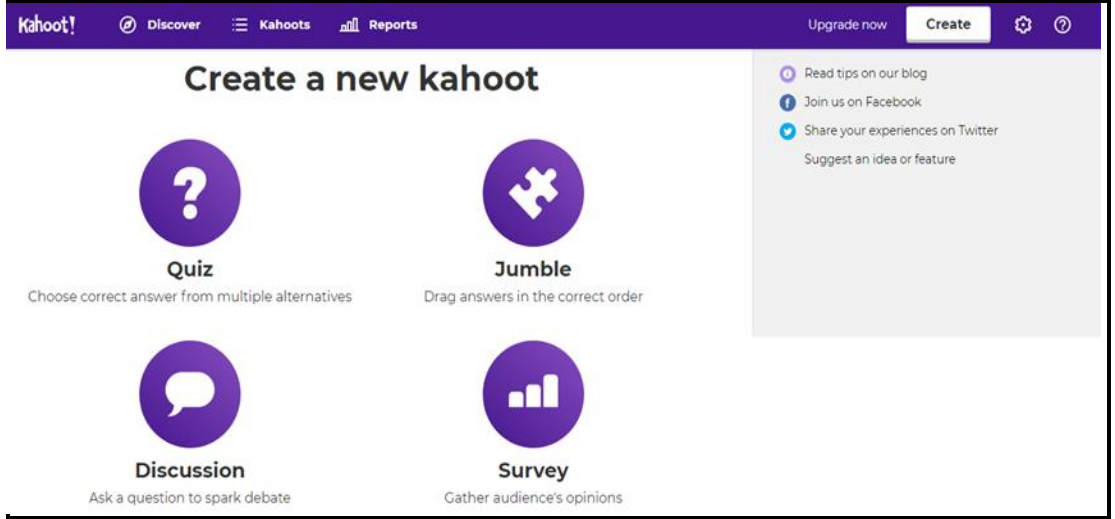 Kahoot!
Discover
Kahoots
Reports
Upgrade now
Create
Create a new kahoot
Quiz
Choose correct answer from multiple alternatives
Jumble
Drag answers in the correct order
Discussion
Ask a question to spark debate
Survey
Gather audience's opinions
Read tips on our blog
Join us on Facebook
Share your experiences on Twitter
Suggest an idea or feature